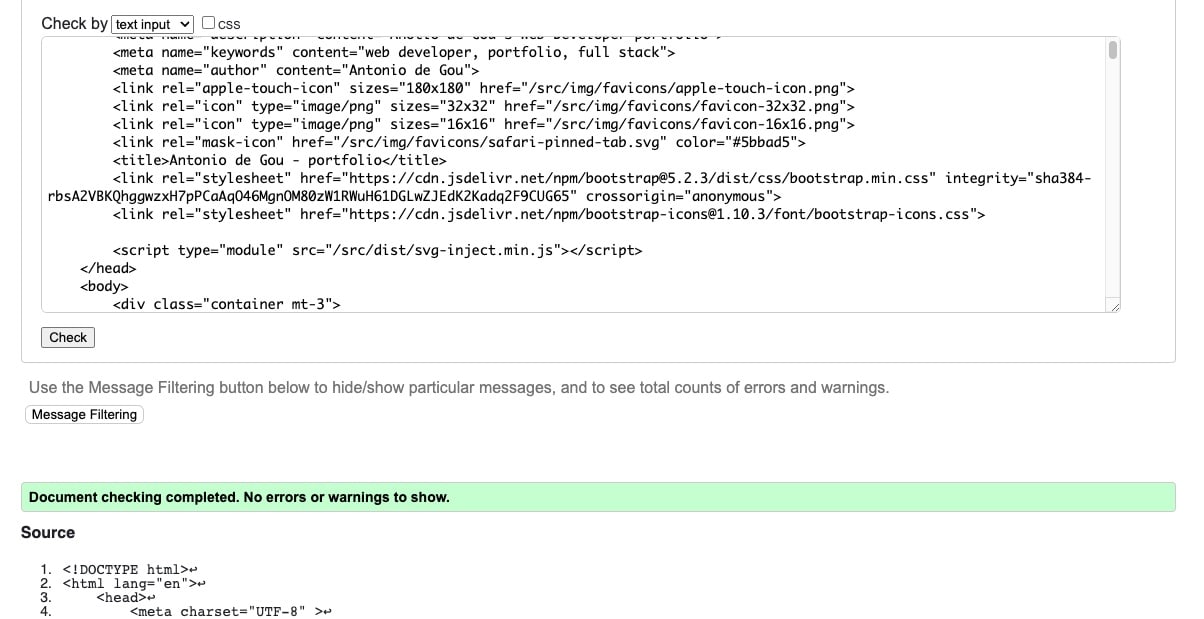 Check by text input css
<meta name="description" content="Antonio de Gou's web developer portfolio">
<meta name="keywords" content="web developer, portfolio, full stack">
<meta name="author" content="Antonio de Gou">
<link rel="apple-touch-icon" sizes="180x180" href="/src/img/favicons/apple-touch-icon.png">
<link rel="icon" type="image/png" sizes="32x32" href="/src/img/favicons/favicon-32x32.png">
<link rel="icon" type="image/png" sizes="16x16" href="/src/img/favicons/favicon-16x16.png">
<link rel="mask-icon" href="/src/img/favicons/safari-pinned-tab.svg" color="#5bbad5">
<title>Antonio de Gou - portfolio</title>
<link rel="stylesheet" href="https://cdn.jsdelivr.net/npm/bootstrap@5.2.3/dist/css/bootstrap.min.css" integrity="sha384-
rbsA2VBKQhggwzxH7pPCaAqO46MgnOM80zW1RWuH61DGLwZJEdK2Kadq2F9CUG65" crossorigin="anonymous">
<link rel="stylesheet" href="https://cdn.jsdelivr.net/npm/bootstrap-icons@1.10.3/font/bootstrap-icons.css">
<script type="module" src="/src/dist/svg-inject.min.js"></script>
</head>
<body>
<div class="container mt-3">
Check
Use the Message Filtering button below to hide/show particular messages, and to see total counts of errors and warnings.
Message Filtering
Document checking completed. No errors or warnings to show.
Source
1. <!DOCTYPE html>↩
2. <html lang="en">↩
3. <head>↩
4. <meta charset="UTF-8" >↩